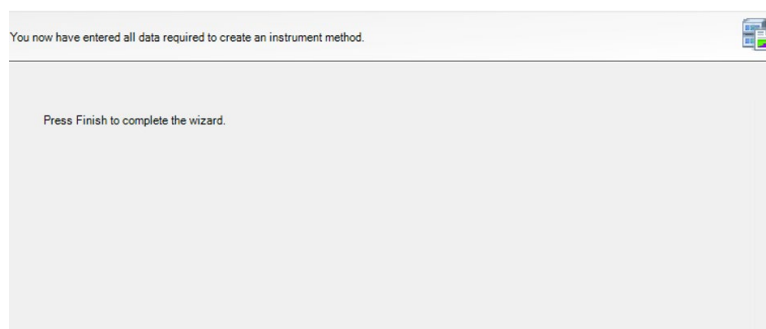 You now have entered all data required to create an instrument method.
Press Finish to complete the wizard.